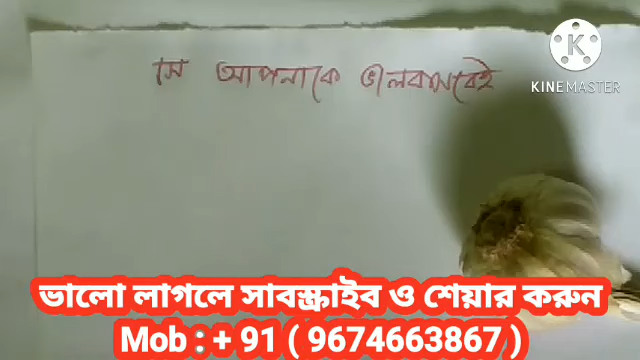 সে আপনাকে ভালবাসবেই
KINEMASTER
ভালো লাগলে সাবস্ক্রাইব ও শেয়ার করুন
Mob : + 91 ( 9674663867 )